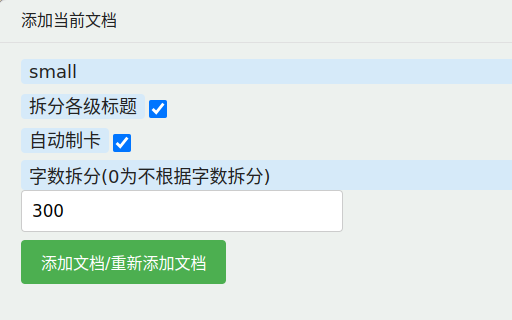 添加当前文档
small
拆分各级标题
自动制卡
字数拆分(0为不根据字数拆分)
300
添加文档/重新添加文档